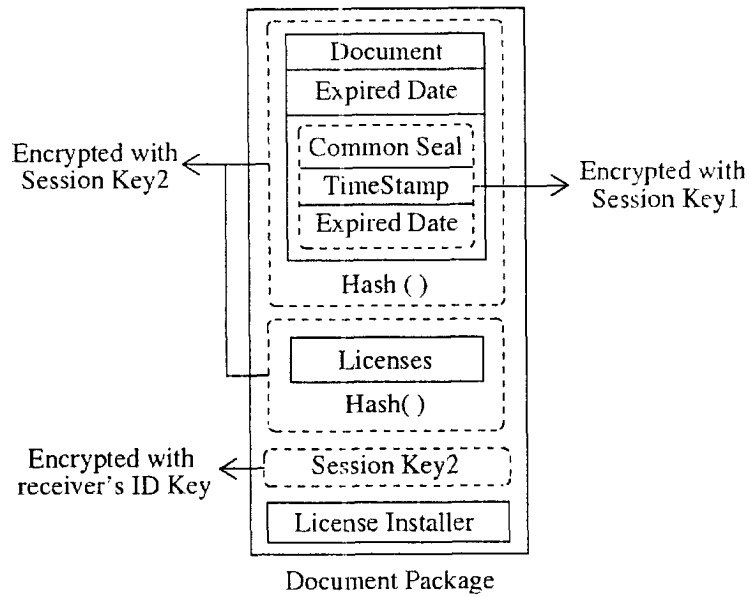 Document
Expired Date
Common Seal
TimeStamp
Expired Date
Hash ( )
Encrypted with
Session Key2
Encrypted with
Session Key1
Licenses
Hash( )
Encrypted with
receiver's ID Key
Session Key2
License Installer
Document Package